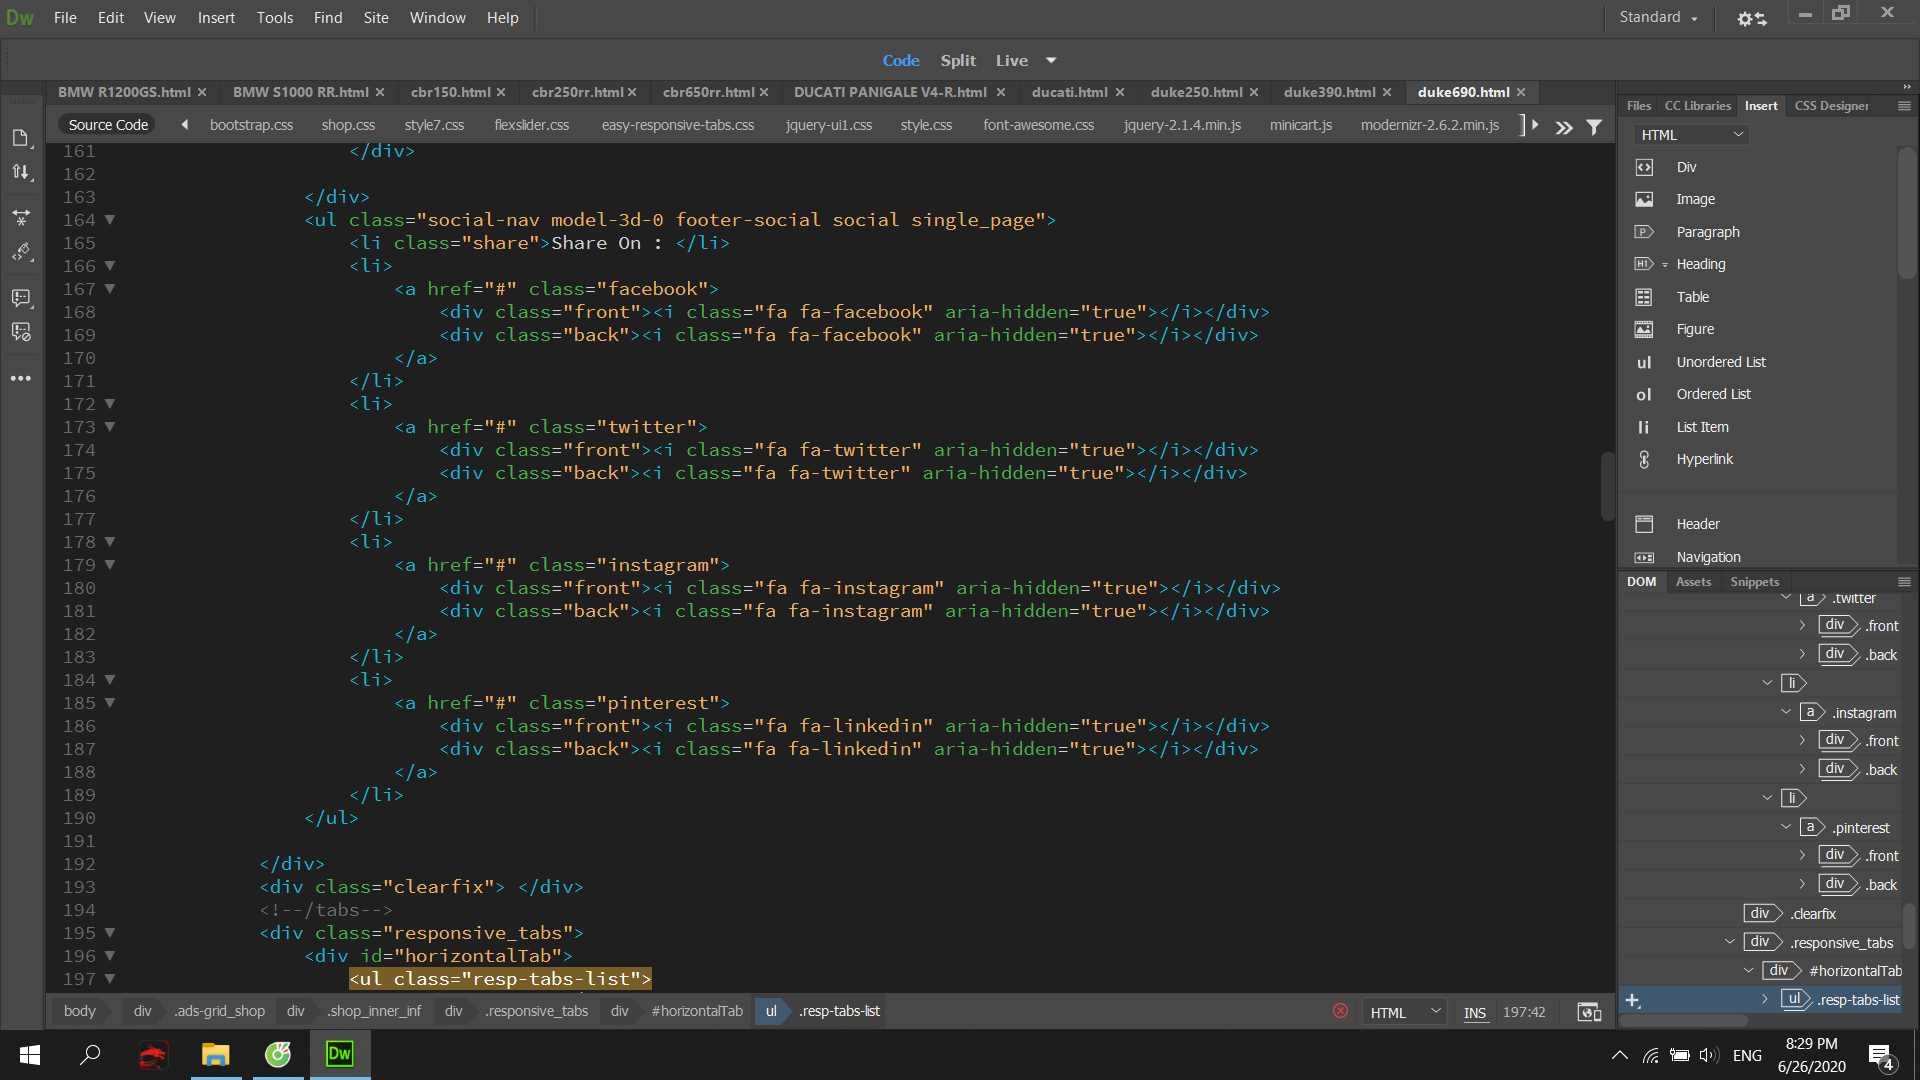 Dw File Edit View Insert Tools Find Site Window Help Standard
Code Split Live
BMW R1200GS.html BMW S1000 RR.html cbr150.html cbr250rr.html cbr650rr.html DUCATI PANIGALE V4-R.html ducati.html duke250.html duke390.html duke690.html
Source Code bootstrap.css shop.css style7.css flexslider.css easy-responsive-tabs.css jquery-ui1.css style.css font-awesome.css jquery-2.1.4.min.js minicart.js modernizr-2.6.2.min.js
161 </div>
162
163 </div>
164 <ul class="social-nav model-3d-0 footer-social social single_page">
165 <li class="share">Share On : </li>
166 <li>
167 <a href="#" class="facebook">
168 <div class="front"><i class="fa fa-facebook" aria-hidden="true"></i></div>
169 <div class="back"><i class="fa fa-facebook" aria-hidden="true"></i></div>
170 </a>
171 </li>
172 <li>
173 <a href="#" class="twitter">
174 <div class="front"><i class="fa fa-twitter" aria-hidden="true"></i></div>
175 <div class="back"><i class="fa fa-twitter" aria-hidden="true"></i></div>
176 </a>
177 </li>
178 <li>
179 <a href="#" class="instagram">
180 <div class="front"><i class="fa fa-instagram" aria-hidden="true"></i></div>
181 <div class="back"><i class="fa fa-instagram" aria-hidden="true"></i></div>
182 </a>
183 </li>
184 <li>
185 <a href="#" class="pinterest">
186 <div class="front"><i class="fa fa-linkedin" aria-hidden="true"></i></div>
187 <div class="back"><i class="fa fa-linkedin" aria-hidden="true"></i></div>
188 </a>
189 </li>
190 </ul>
191
192 </div>
193 <div class="clearfix"> </div>
194 <!--/tabs-->
195 <div class="responsive_tabs">
196 <div id="horizontalTab">
197 <ul class="resp-tabs-list">
body div .ads-grid_shop div .shop_inner_inf div .responsive_tabs div #horizontalTab ul .resp-tabs-list HTML INS 197:42
Files CC Libraries Insert CSS Designer
HTML
Div
Image
P Paragraph
H1 Heading
Table
Figure
ul Unordered List
ol Ordered List
li List Item
Hyperlink
Header
Navigation
DOM Assets Snippets
a .twitter
div .front
div .back
li
a .instagram
div .front
div .back
li
a .pinterest
div .front
div .back
div .clearfix
div .responsive_tabs
div #horizontalTab
ul .resp-tabs-list
Dw
ENG
8:29 PM
6/26/2020
4